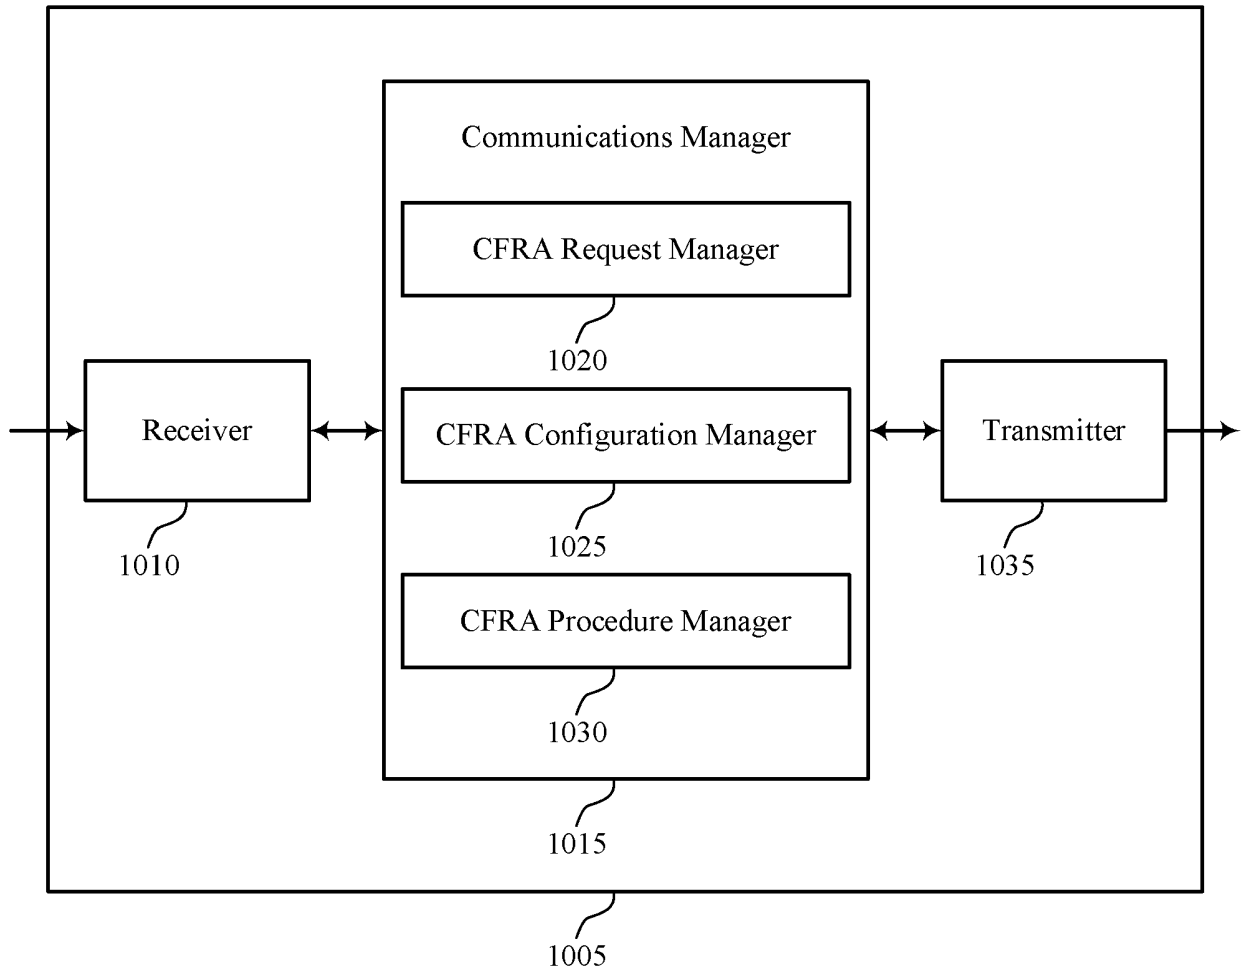 Communications Manager
CFRA Request Manager
1020
Receiver
CFRA Configuration Manager
Transmitter
1010
1025
1035
CFRA Procedure Manager
1030
1015
1005